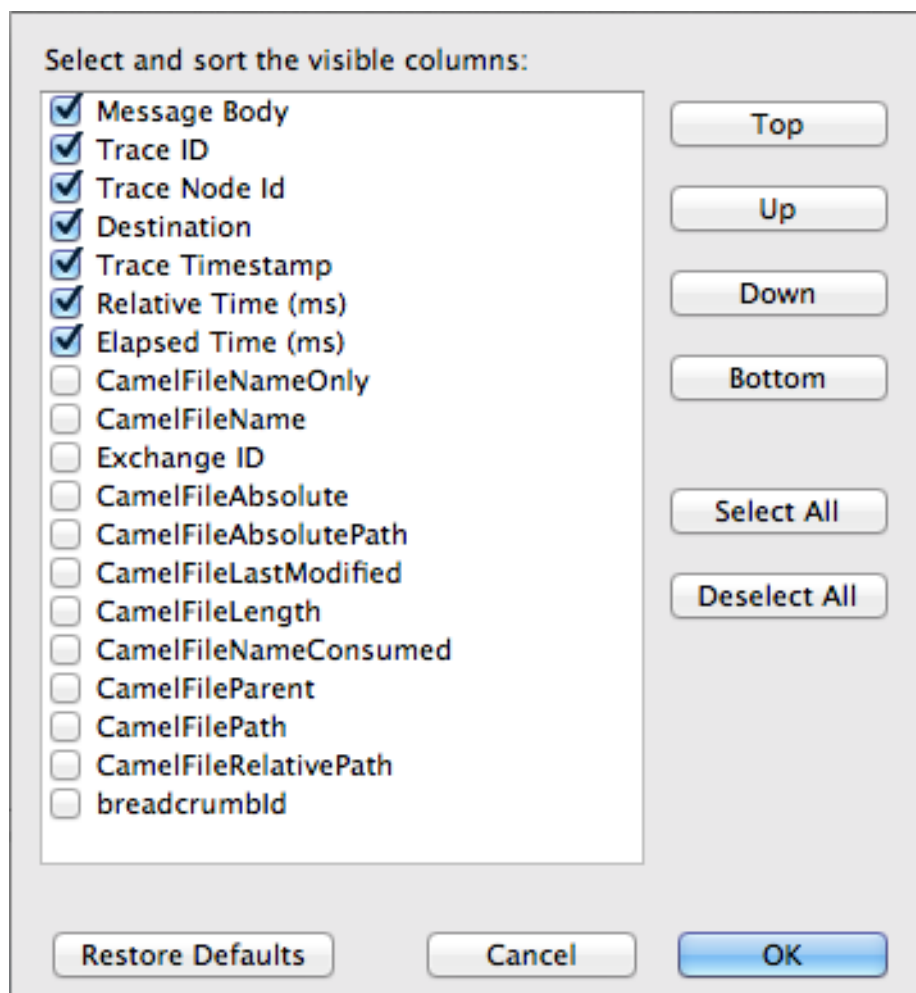 Select and sort the visible columns:
Message Body
Trace ID
Trace Node Id
Destination
Trace Timestamp
Relative Time (ms)
Elapsed Time (ms)
CamelFileNameOnly
CamelFileName
Exchange ID
CamelFileAbsolute
CamelFileAbsolutePath
CamelFileLastModified
CamelFileLength
CamelFileNameConsumed
CamelFileParent
CamelFilePath
CamelFileRelativePath
breadcrumbId
Top
Up
Down
Bottom
Select All
Deselect All
Restore Defaults
Cancel
OK